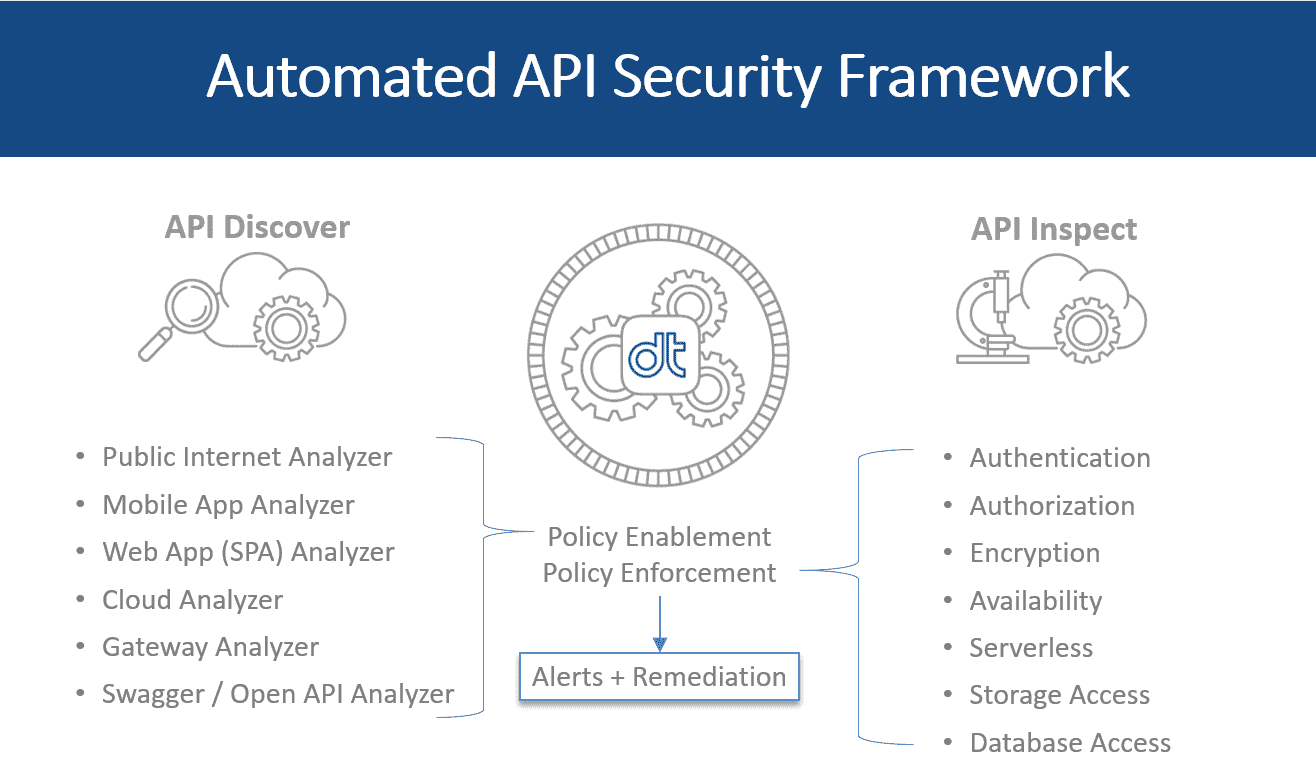 Automated API Security Framework
API Discover
• Public Internet Analyzer
• Mobile App Analyzer
• Web App (SPA) Analyzer
• Cloud Analyzer
• Gateway Analyzer
• Swagger / Open API Analyzer
dt
Policy Enablement
Policy Enforcement
Alerts + Remediation
API Inspect
• Authentication
• Authorization
• Encryption
• Availability
• Serverless
• Storage Access
• Database Access